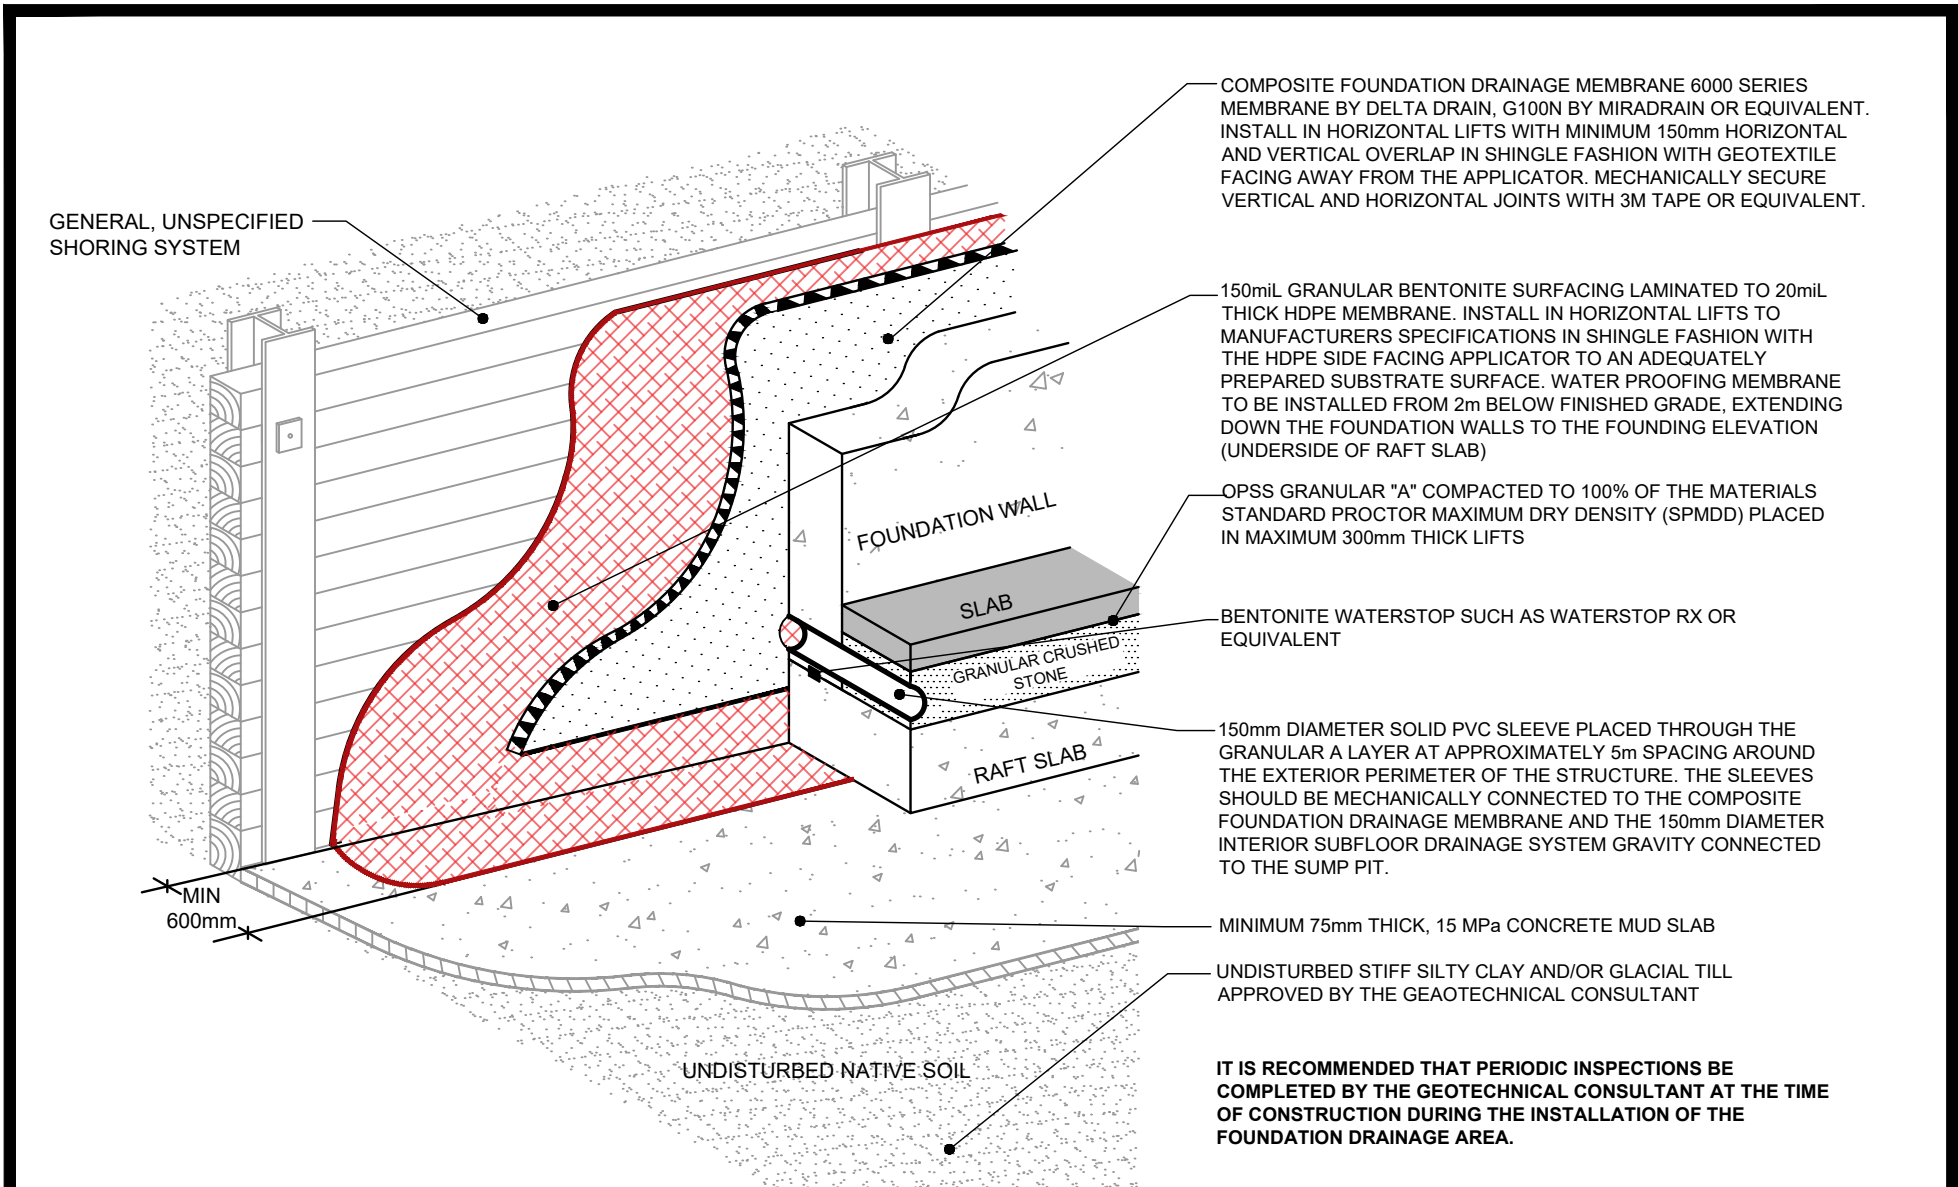 COMPOSITE FOUNDATION DRAINAGE MEMBRANE 6000 SERIES
MEMBRANE BY DELTA DRAIN, G100N BY MIRADRAIN OR EQUIVALENT.
INSTALL IN HORIZONTAL LIFTS WITH MINIMUM 150mm HORIZONTAL
AND VERTICAL OVERLAP IN SHINGLE FASHION WITH GEOTEXTILE
FACING AWAY FROM THE APPLICATOR. MECHANICALLY SECURE
VERTICAL AND HORIZONTAL JOINTS WITH 3M TAPE OR EQUIVALENT.
GENERAL, UNSPECIFIED
SHORING SYSTEM
150miL GRANULAR BENTONITE SURFACING LAMINATED TO 20miL
THICK HDPE MEMBRANE. INSTALL IN HORIZONTAL LIFTS TO
MANUFACTURERS SPECIFICATIONS IN SHINGLE FASHION WITH
THE HDPE SIDE FACING APPLICATOR TO AN ADEQUATELY
PREPARED SUBSTRATE SURFACE. WATER PROOFING MEMBRANE
TO BE INSTALLED FROM 2m BELOW FINISHED GRADE, EXTENDING
DOWN THE FOUNDATION WALLS TO THE FOUNDING ELEVATION
(UNDERSIDE OF RAFT SLAB)
OPSS GRANULAR "A" COMPACTED TO 100% OF THE MATERIALS
STANDARD PROCTOR MAXIMUM DRY DENSITY (SPMDD) PLACED
IN MAXIMUM 300mm THICK LIFTS
FOUNDATION WALL
SLAB
BENTONITE WATERSTOP SUCH AS WATERSTOP RX OR
EQUIVALENT
GRANULAR CRUSHED
STONE
150mm DIAMETER SOLID PVC SLEEVE PLACED THROUGH THE
GRANULAR A LAYER AT APPROXIMATELY 5m SPACING AROUND
THE EXTERIOR PERIMETER OF THE STRUCTURE. THE SLEEVES
SHOULD BE MECHANICALLY CONNECTED TO THE COMPOSITE
FOUNDATION DRAINAGE MEMBRANE AND THE 150mm DIAMETER
INTERIOR SUBFLOOR DRAINAGE SYSTEM GRAVITY CONNECTED
TO THE SUMP PIT.
RAFT SLAB
MIN
600mm
MINIMUM 75mm THICK, 15 MPa CONCRETE MUD SLAB
UNDISTURBED STIFF SILTY CLAY AND/OR GLACIAL TILL
APPROVED BY THE GEAOTECHNICAL CONSULTANT
UNDISTURBED NATIVE SOIL
IT IS RECOMMENDED THAT PERIODIC INSPECTIONS BE
COMPLETED BY THE GEOTECHNICAL CONSULTANT AT THE TIME
OF CONSTRUCTION DURING THE INSTALLATION OF THE
FOUNDATION DRAINAGE AREA.